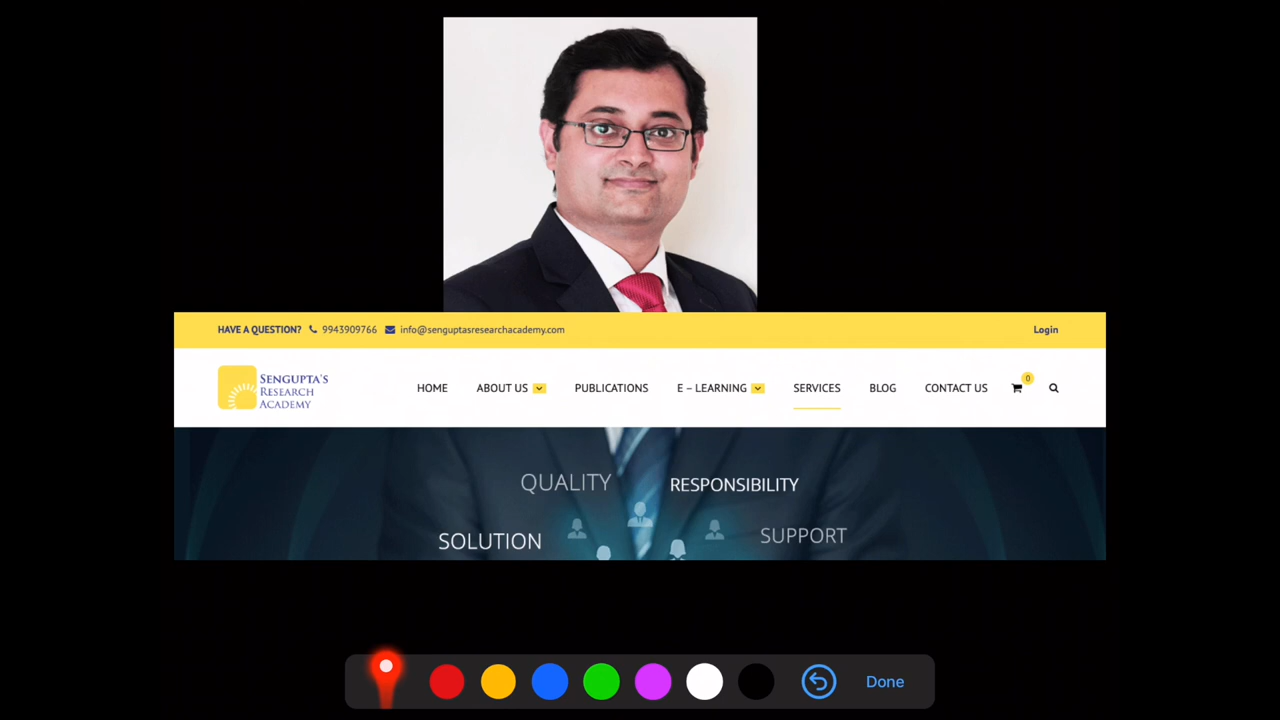 HAVE A QUESTION? 9943909766 info@senguptasresearchacademy.com Login
SENGUPTA'S
RESEARCH
ACADEMY
HOME ABOUT US PUBLICATIONS E – LEARNING SERVICES BLOG CONTACT US 0
QUALITY RESPONSIBILITY
SOLUTION SUPPORT
Done